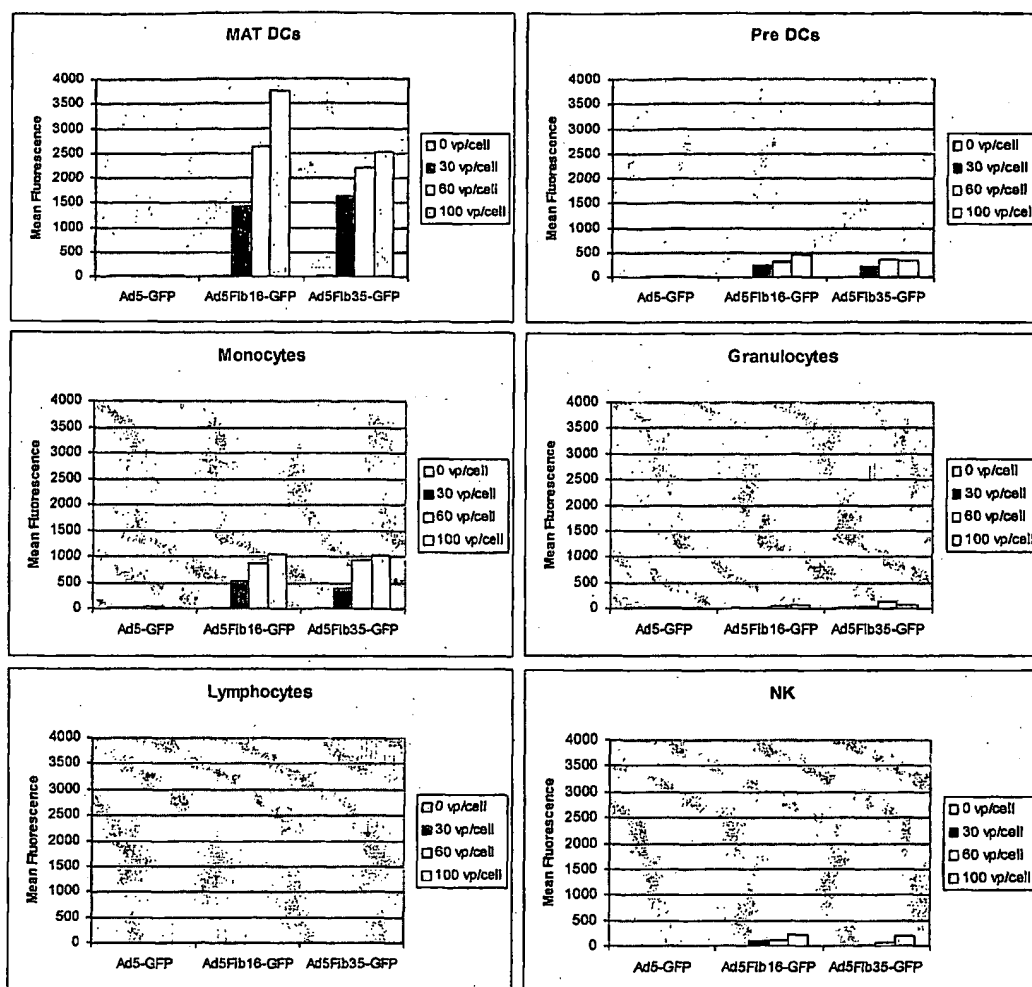 MAT DCs
4000
3500
3000
2500
2000
1500
1000
500
0
Mean Fluorescence
Ad5-GFP
Ad5Fib16-GFP
Ad5Fib35-GFP
0 vp/cell
30 vp/cell
60 vp/cell
100 vp/cell
Pre DCs
4000
3500
3000
2500
2000
1500
1000
500
0
Mean Fluorescence
Ad5-GFP
Ad5Fib16-GFP
Ad5Fib35-GFP
0 vp/cell
30 vp/cell
60 vp/cell
100 vp/cell
Monocytes
4000
3500
3000
2500
2000
1500
1000
500
0
Mean Fluorescence
Ad5-GFP
Ad5Fib16-GFP
Ad5Fib35-GFP
0 vp/cell
30 vp/cell
60 vp/cell
100 vp/cell
Granulocytes
4000
3500
3000
2500
2000
1500
1000
500
0
Mean Fluorescence
Ad5-GFP
Ad5Fib16-GFP
Ad5Fib35-GFP
0 vp/cell
30 vp/cell
60 vp/cell
100 vp/cell
Lymphocytes
4000
3500
3000
2500
2000
1500
1000
500
0
Mean Fluorescence
Ad5-GFP
Ad5Fib16-GFP
Ad5Fib35-GFP
0 vp/cell
30 vp/cell
60 vp/cell
100 vp/cell
NK
4000
3500
3000
2500
2000
1500
1000
500
0
Mean Fluorescence
Ad5-GFP
Ad5Fib16-GFP
Ad5Fib35-GFP
0 vp/cell
30 vp/cell
60 vp/cell
100 vp/cell